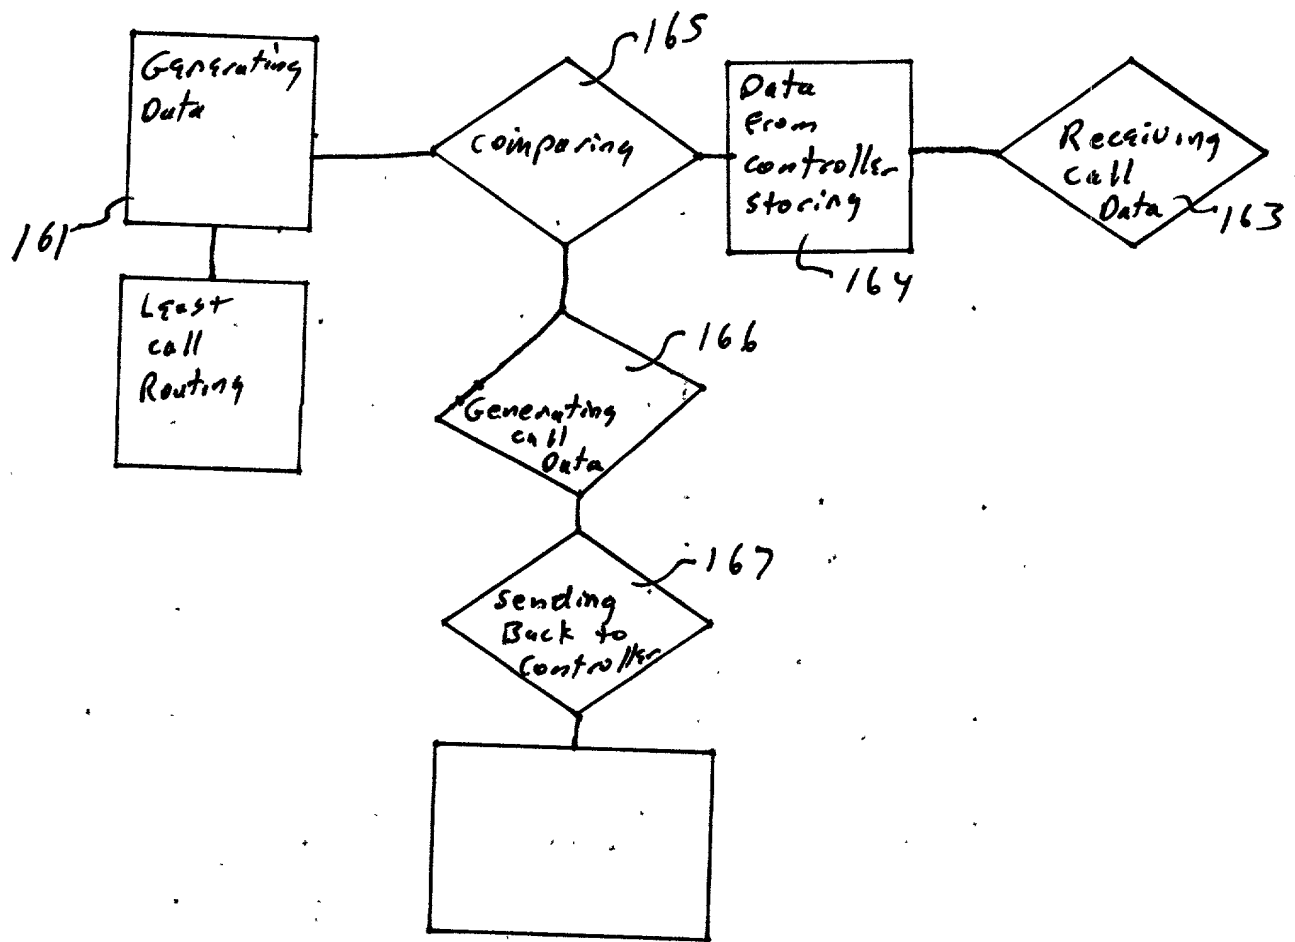 Generating
Data
161
Least
call
Routing
165
comparing
Data
From
controller
storing
164
Receiving
call
Data
163
166
Generating
call
Data
167
sending
Back to
controller